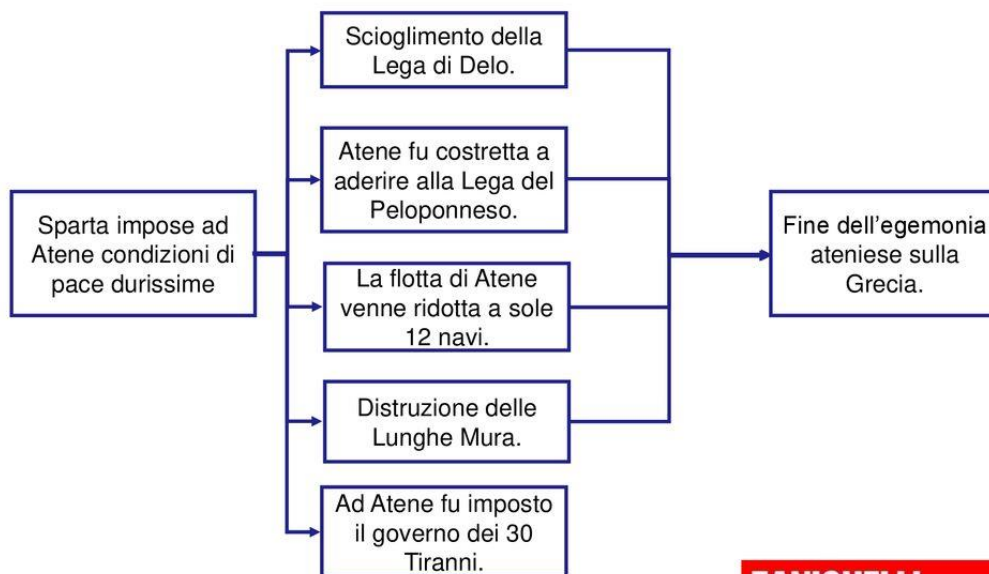 Sparta impose ad
Atene condizioni di
pace durissime
Scioglimento della
Lega di Delo.
Atene fu costretta a
aderire alla Lega del
Peloponneso.
La flotta di Atene
venne ridotta a sole
12 navi.
Distruzione delle
Lunghe Mura.
Ad Atene fu imposto
il governo dei 30
Tiranni.
Fine dell'egemonia
ateniese sulla
Grecia.